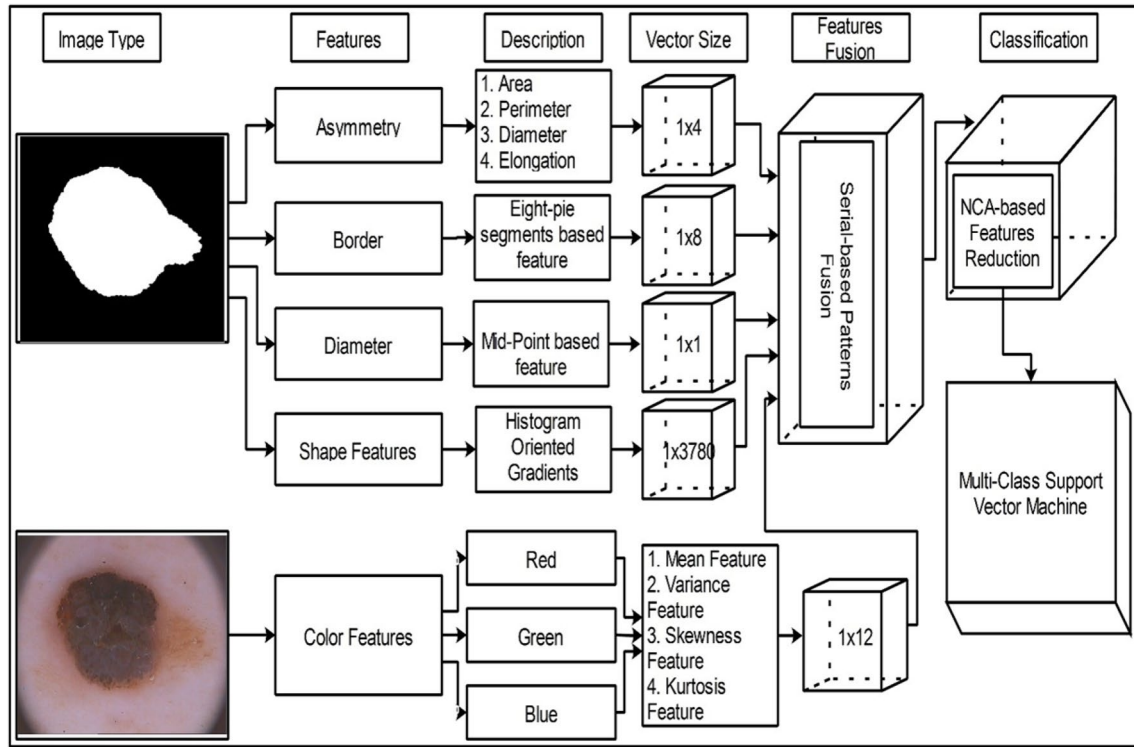 Image Type
Features
Description
Vector Size
Features
Fusion
Classification
Asymmetry
1. Area
2. Perimeter
3. Diameter
4. Elongation
1x4
Border
Eight-pie
segments based
feature
1x8
Diameter
Mid-Point based
feature
1x1
Shape Features
Histogram
Oriented
Gradients
1x3780
Serial-based Patterns
Fusion
NCA-based
Features
Reduction
Multi-Class Support
Vector Machine
Color Features
Red
Green
Blue
1. Mean Feature
2. Variance
Feature
3. Skewness
Feature
4. Kurtosis
Feature
1x12